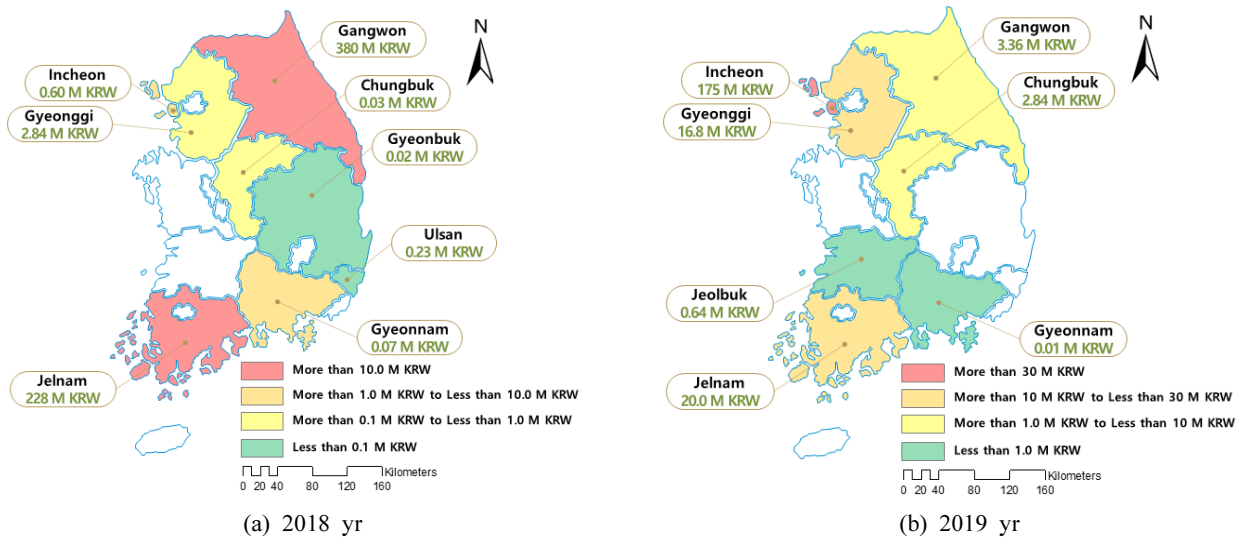 Gangwon
380 M KRW
N
Incheon
0.60 M KRW
Chungbuk
0.03 M KRW
Gyeonggi
2.84 M KRW
Gyeonbuk
0.02 M KRW
Ulsan
0.23 M KRW
Gyeonnam
0.07 M KRW
Jelnam
228 M KRW
More than 10.0 M KRW
More than 1.0 M KRW to Less than 10.0 M KRW
More than 0.1 M KRW to Less than 1.0 M KRW
Less than 0.1 M KRW
Kilometers
0 20 40 80 120 160
(a) 2018 yr
Gangwon
3.36 M KRW
N
Incheon
175 M KRW
Chungbuk
2.84 M KRW
Gyeonggi
16.8 M KRW
Jeolbuk
0.64 M KRW
Gyeonnam
0.01 M KRW
Jelnam
20.0 M KRW
More than 30 M KRW
More than 10 M KRW to Less than 30 M KRW
More than 1.0 M KRW to Less than 10 M KRW
Less than 1.0 M KRW
Kilometers
0 20 40 80 120 160
(b) 2019 yr